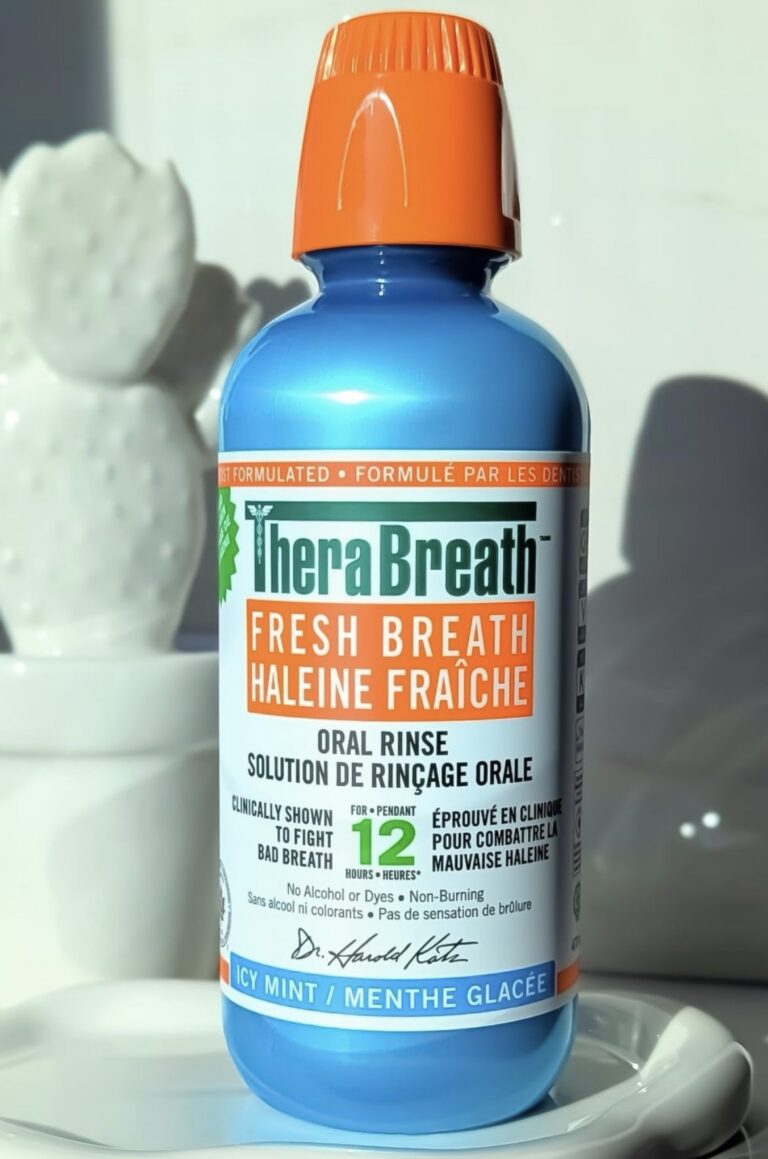 ST FORMULATED • FORMULÉ PAR LES DENTIS
TheraBreath™
FRESH BREATH
HALEINE FRAÎCHE
ORAL RINSE
SOLUTION DE RINÇAGE ORALE
CLINICALLY SHOWN
TO FIGHT
BAD BREATH
FOR • PENDANT
12
HOURS • HEURES*
ÉPROUVÉ EN CLINIQUE
POUR COMBATTRE LA
MAUVAISE HALEINE
No Alcohol or Dyes • Non-Burning
Sans alcool ni colorants • Pas de sensation de brûlure
Dr. Harold Katz
ICY MINT / MENTHE GLACÉE